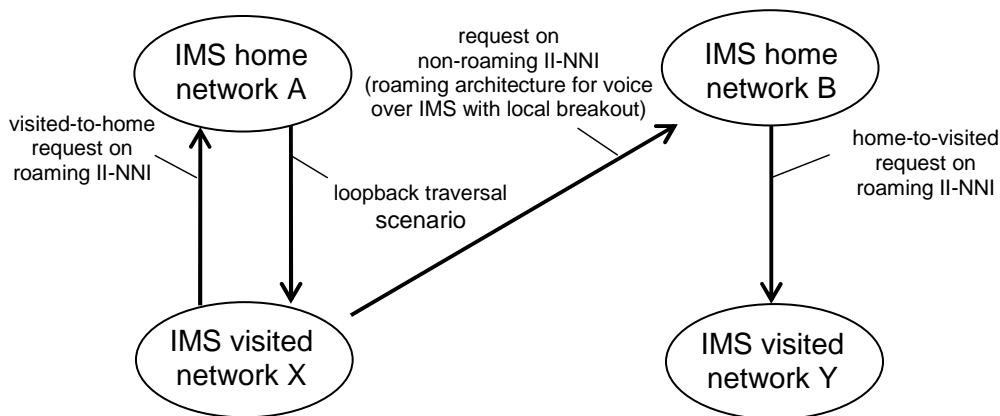 IMS home
network A
request on
non-roaming II-NNI
(roaming architecture for voice
over IMS with local breakout)
IMS home
network B
visited-to-home
request on
roaming II-NNI
loopback traversal
scenario
home-to-visited
request on
roaming II-NNI
IMS visited
network X
IMS visited
network Y